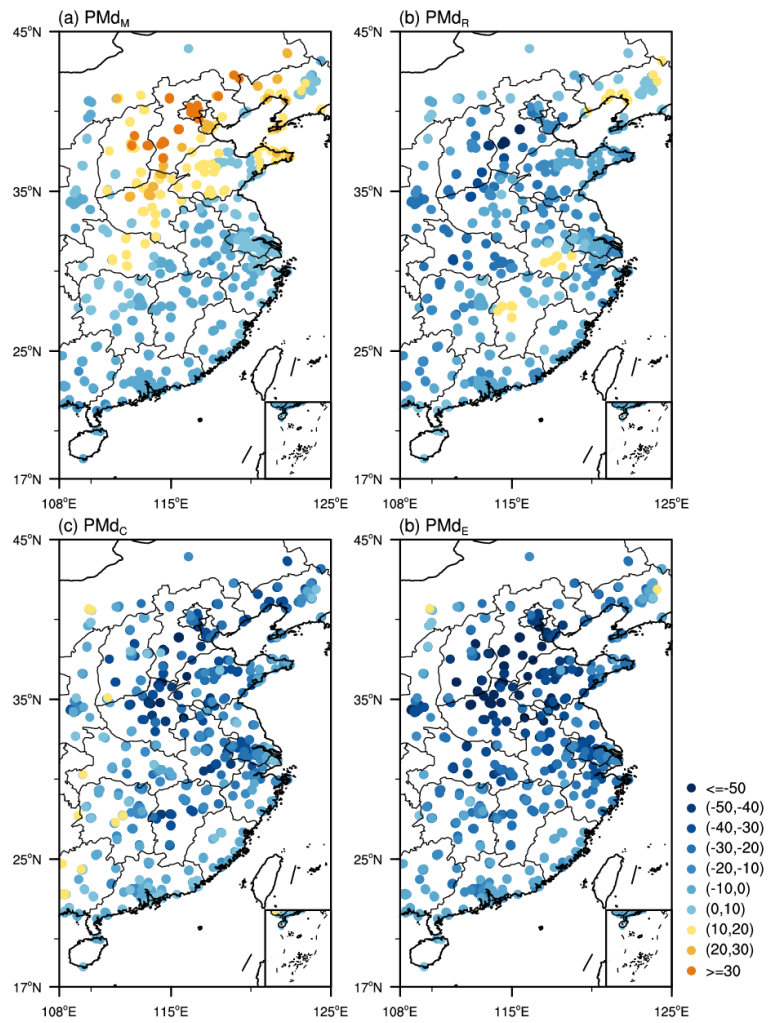 (a) PMd_M
(b) PMd_R
45°N
45°N
35°N
35°N
25°N
25°N
17°N
17°N
108°E
115°E
125°E
108°E
115°E
125°E
(c) PMd_C
(b) PMd_E
45°N
45°N
35°N
35°N
25°N
25°N
17°N
17°N
<=-50
(-50,-40)
(-40,-30)
(-30,-20)
(-20,-10)
(-10,0)
(0,10)
(10,20)
(20,30)
>=30
108°E
115°E
125°E
108°E
115°E
125°E